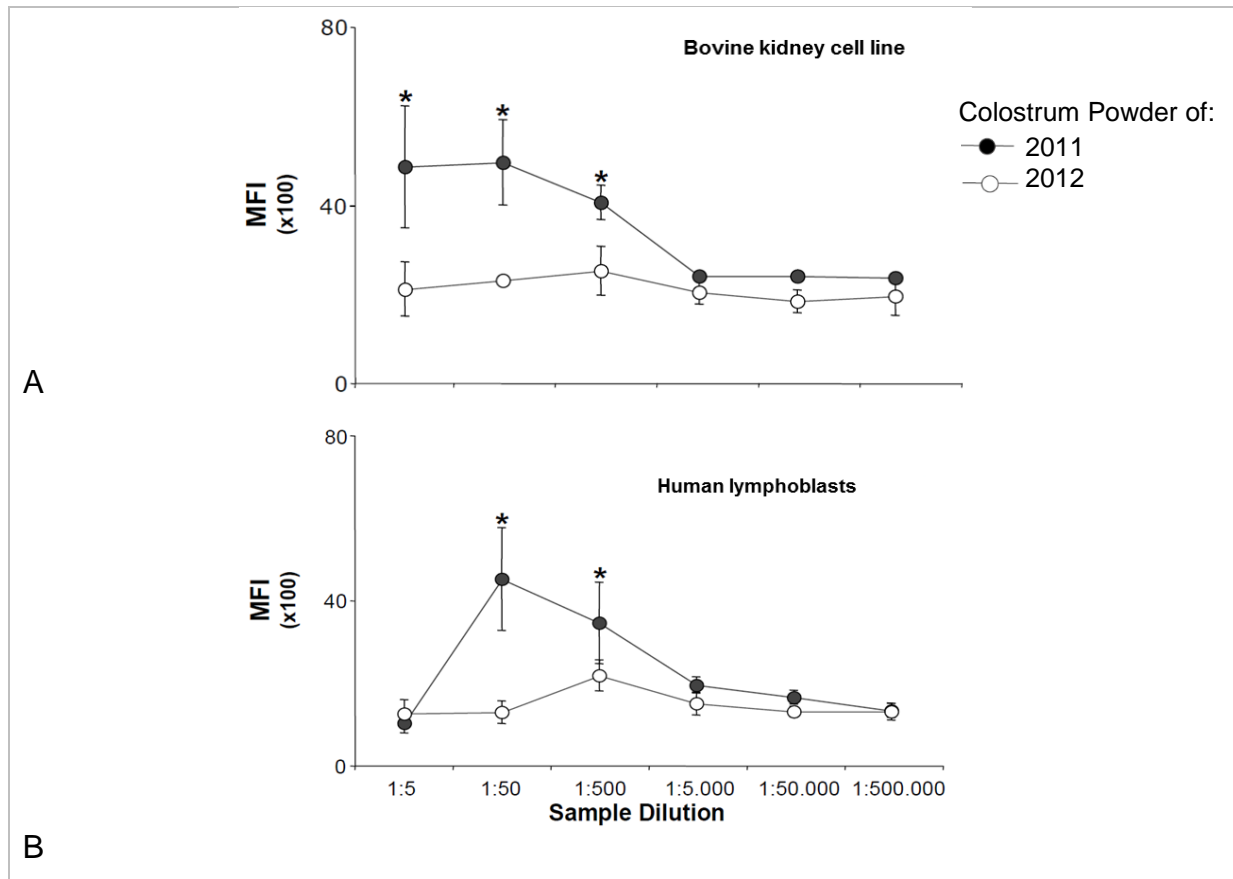 80
Bovine kidney cell line
*
*
*
Colostrum Powder of:
2011
2012
MFI
(x100)
40
0
A
80
Human lymphoblasts
*
*
MFI
(x100)
40
0
1:5 1:50 1:500 1:5.000 1:50.000 1:500.000
Sample Dilution
B